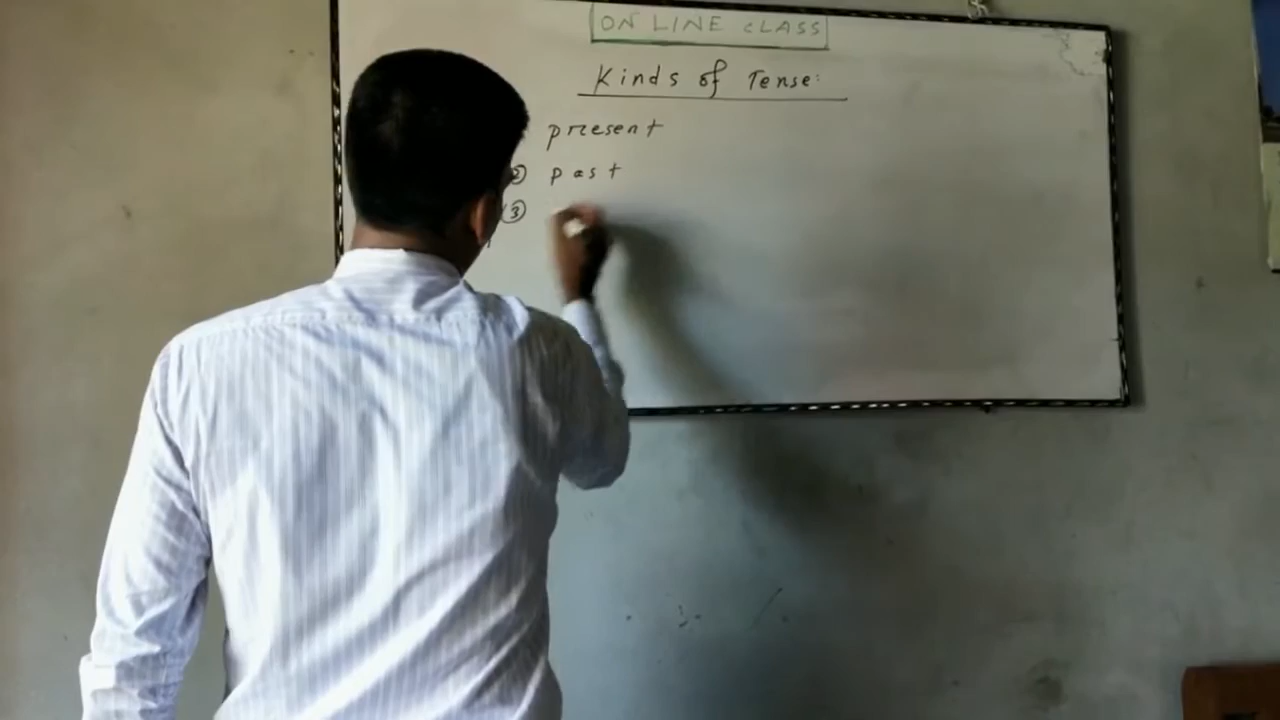 ON LINE CLASS
Kinds of Tense:
present
② past
③